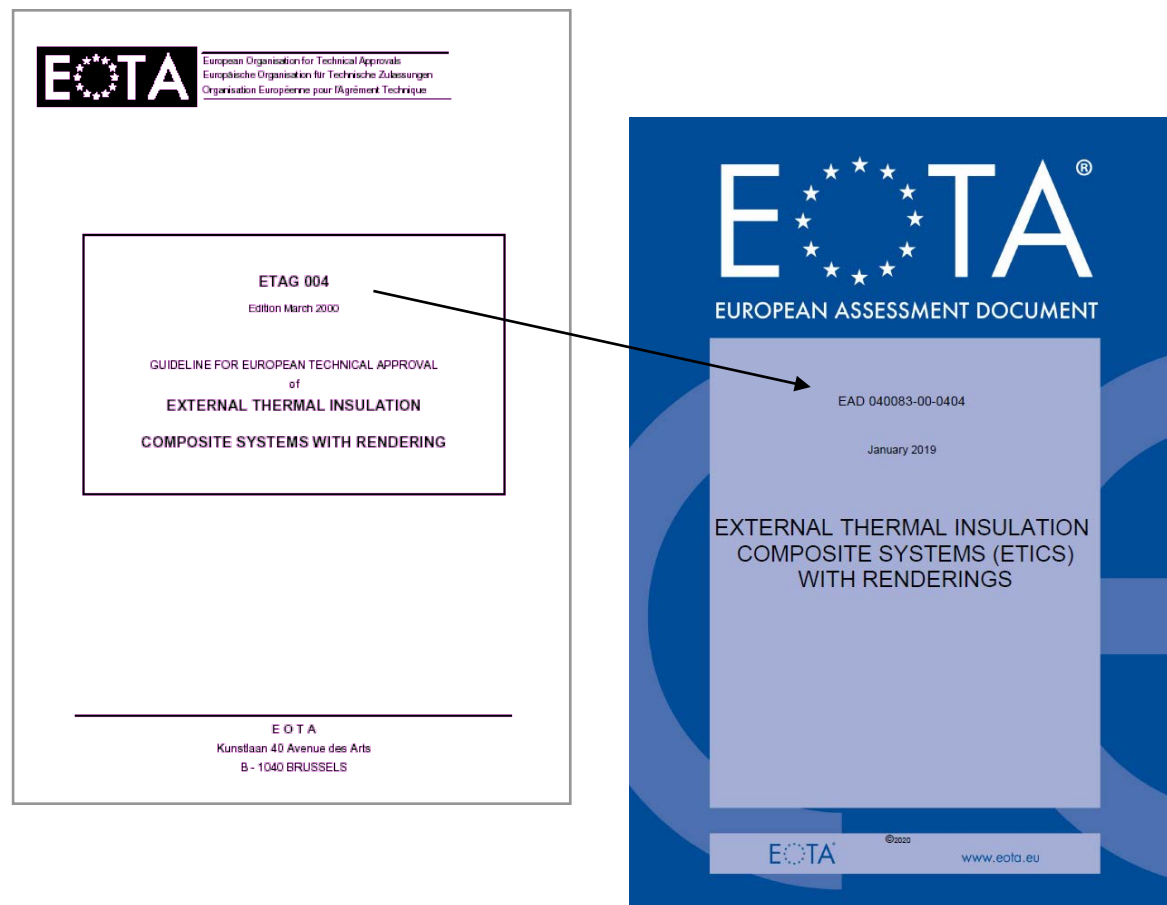 EOTA
European Organisation for Technical Approvals
Europäische Organisation für Technische Zulassungen
Organisation Européenne pour l'Agrément Technique
ETAG 004
Edition March 2000
GUIDELINE FOR EUROPEAN TECHNICAL APPROVAL
of
EXTERNAL THERMAL INSULATION
COMPOSITE SYSTEMS WITH RENDERING
E O T A
Kunstlaan 40 Avenue des Arts
B - 1040 BRUSSELS
EOTA®
EUROPEAN ASSESSMENT DOCUMENT
EAD 040083-00-0404
January 2019
EXTERNAL THERMAL INSULATION
COMPOSITE SYSTEMS (ETICS)
WITH RENDERINGS
©2020
EOTA
www.eota.eu